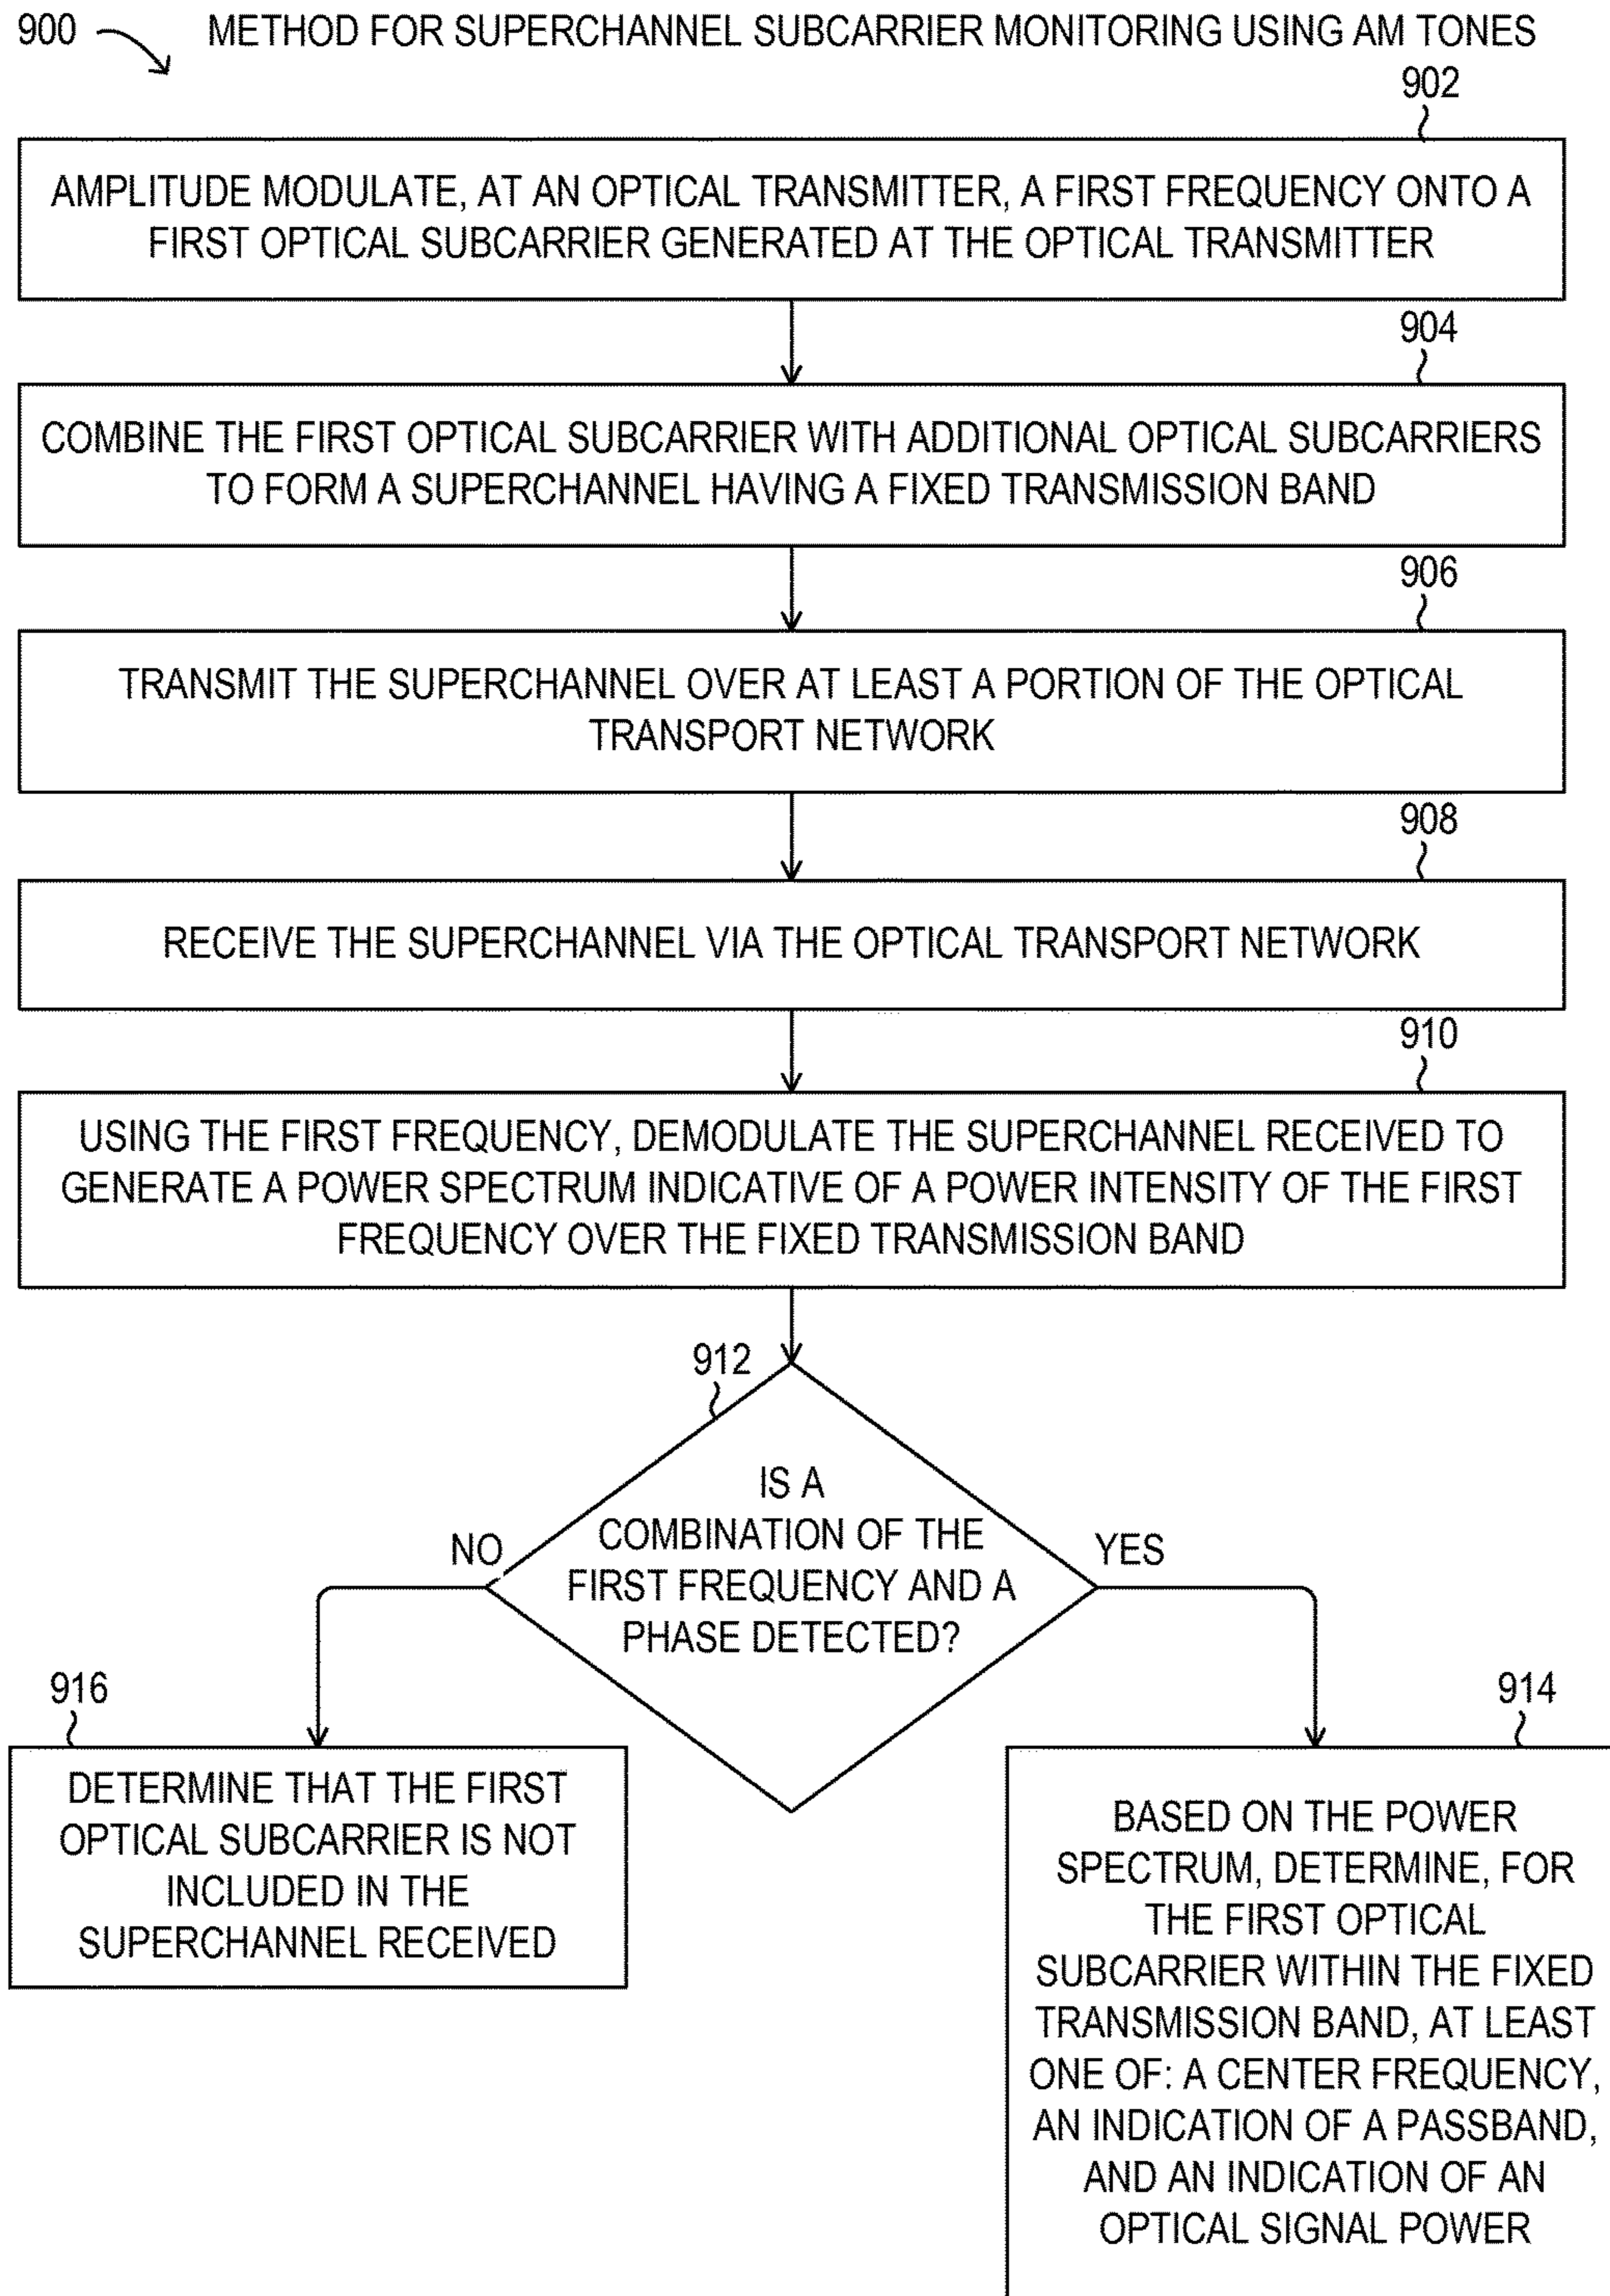 900
METHOD FOR SUPERCHANNEL SUBCARRIER MONITORING USING AM TONES
902
AMPLITUDE MODULATE, AT AN OPTICAL TRANSMITTER, A FIRST FREQUENCY ONTO A
FIRST OPTICAL SUBCARRIER GENERATED AT THE OPTICAL TRANSMITTER
904
COMBINE THE FIRST OPTICAL SUBCARRIER WITH ADDITIONAL OPTICAL SUBCARRIERS
TO FORM A SUPERCHANNEL HAVING A FIXED TRANSMISSION BAND
906
TRANSMIT THE SUPERCHANNEL OVER AT LEAST A PORTION OF THE OPTICAL
TRANSPORT NETWORK
908
RECEIVE THE SUPERCHANNEL VIA THE OPTICAL TRANSPORT NETWORK
910
USING THE FIRST FREQUENCY, DEMODULATE THE SUPERCHANNEL RECEIVED TO
GENERATE A POWER SPECTRUM INDICATIVE OF A POWER INTENSITY OF THE FIRST
FREQUENCY OVER THE FIXED TRANSMISSION BAND
912
IS A
COMBINATION OF THE
FIRST FREQUENCY AND A
PHASE DETECTED?
NO
YES
916
DETERMINE THAT THE FIRST
OPTICAL SUBCARRIER IS NOT
INCLUDED IN THE
SUPERCHANNEL RECEIVED
914
BASED ON THE POWER
SPECTRUM, DETERMINE, FOR
THE FIRST OPTICAL
SUBCARRIER WITHIN THE FIXED
TRANSMISSION BAND, AT LEAST
ONE OF: A CENTER FREQUENCY,
AN INDICATION OF A PASSBAND,
AND AN INDICATION OF AN
OPTICAL SIGNAL POWER